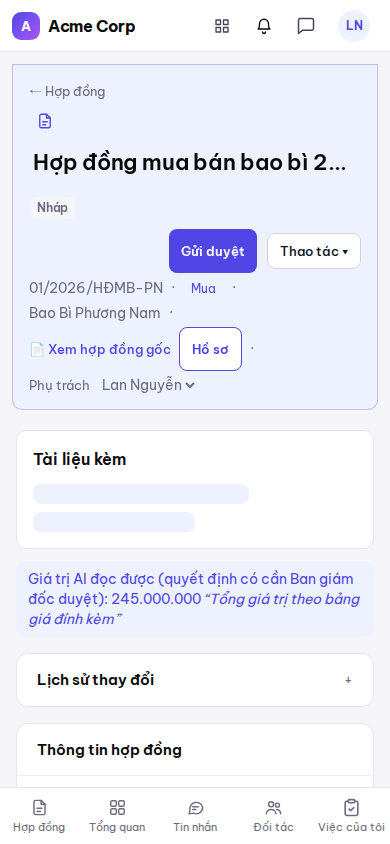 A Acme Corp LN
← Hợp đồng
Hợp đồng mua bán bao bì 2...
Nháp
Gửi duyệt Thao tác ▾
01/2026/HĐMB-PN · Mua ·
Bao Bì Phương Nam ·
📄 Xem hợp đồng gốc Hồ sơ ·
Phụ trách Lan Nguyễn
Tài liệu kèm
Giá trị AI đọc được (quyết định có cần Ban giám
đốc duyệt): 245.000.000 “Tổng giá trị theo bảng
giá đính kèm”
Lịch sử thay đổi +
Thông tin hợp đồng
Hợp đồng Tổng quan Tin nhắn Đối tác Việc của tôi